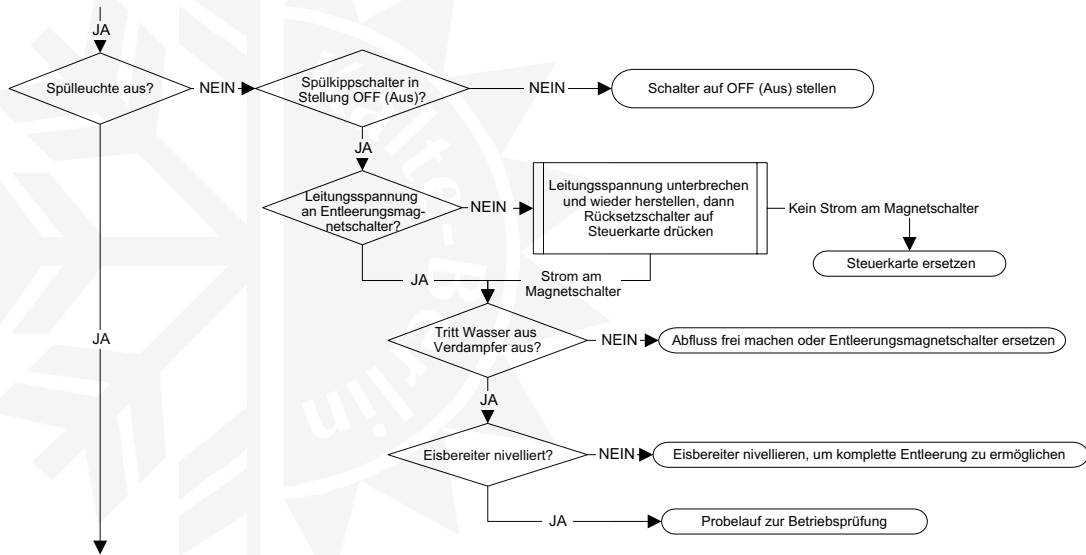 JA
Spülleuchte aus?
NEIN
Spülkippschalter in
Stellung OFF (Aus)?
NEIN
Schalter auf OFF (Aus) stellen
JA
Leitungsspannung
an Entleerungsmag-
netschalter?
NEIN
Leitungsspannung unterbrechen
und wieder herstellen, dann
Rücksetzschalter auf
Steuerkarte drücken
Kein Strom am Magnetschalter
Steuerkarte ersetzen
JA
Strom am
Magnetschalter
JA
Tritt Wasser aus
Verdampfer aus?
NEIN
Abfluss frei machen oder Entleerungsmagnetschalter ersetzen
JA
Eisbereiter nivelliert?
NEIN
Eisbereiter nivellieren, um komplette Entleerung zu ermöglichen
JA
Probelauf zur Betriebsprüfung